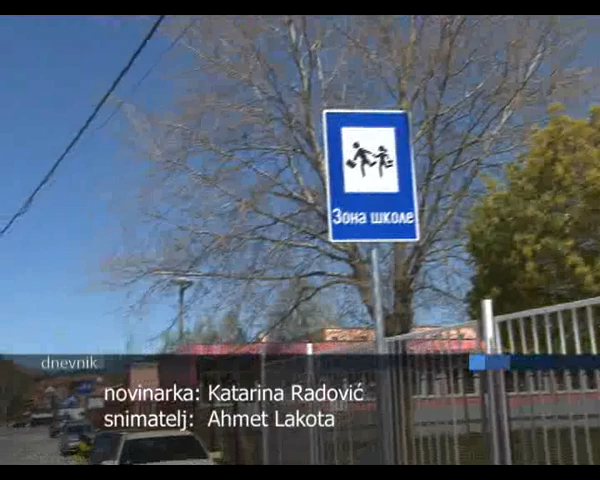 Зона школе
dnevnik
novinarka: Katarina Radović
snimatelj: Ahmet Lakota